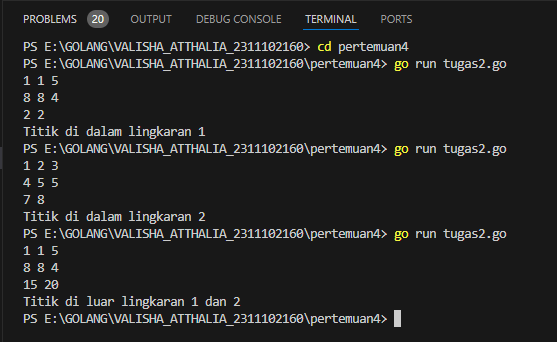 PROBLEMS 20 OUTPUT DEBUG CONSOLE TERMINAL PORTS
PS E:\GOLANG\VALISHA_ATTHALIA_2311102160> cd pertemuan4
PS E:\GOLANG\VALISHA_ATTHALIA_2311102160\pertemuan4> go run tugas2.go
1 1 5
8 8 4
2 2
Titik di dalam lingkaran 1
PS E:\GOLANG\VALISHA_ATTHALIA_2311102160\pertemuan4> go run tugas2.go
1 2 3
4 5 5
7 8
Titik di dalam lingkaran 2
PS E:\GOLANG\VALISHA_ATTHALIA_2311102160\pertemuan4> go run tugas2.go
1 1 5
8 8 4
15 20
Titik di luar lingkaran 1 dan 2
PS E:\GOLANG\VALISHA_ATTHALIA_2311102160\pertemuan4>